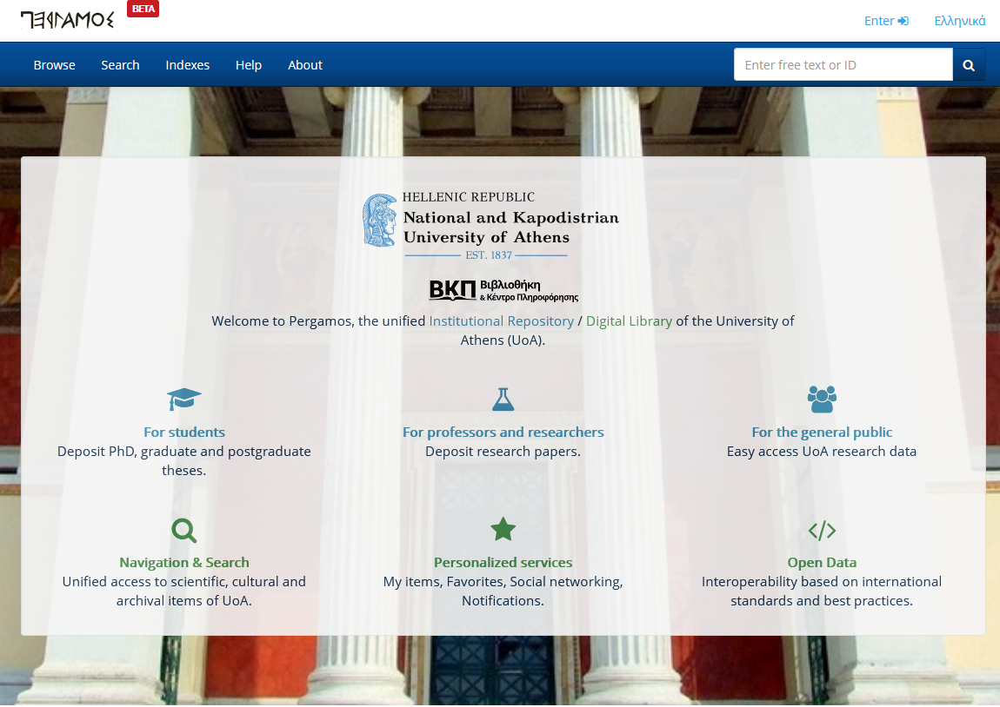 ΠΕΡΓΑΜΟΣ
BETA
Enter
Ελληνικά
Browse
Search
Indexes
Help
About
Enter free text or ID
HELLENIC REPUBLIC
National and Kapodistrian
University of Athens
EST. 1837
ΒΚΠ
Βιβλιοθήκη
& Κέντρο Πληροφόρησης
Welcome to Pergamos, the unified Institutional Repository / Digital Library of the University of
Athens (UoA).
For students
Deposit PhD, graduate and postgraduate
theses.
For professors and researchers
Deposit research papers.
For the general public
Easy access UoA research data
Navigation & Search
Unified access to scientific, cultural and
archival items of UoA.
Personalized services
My items, Favorites, Social networking,
Notifications.
Open Data
Interoperability based on international
standards and best practices.